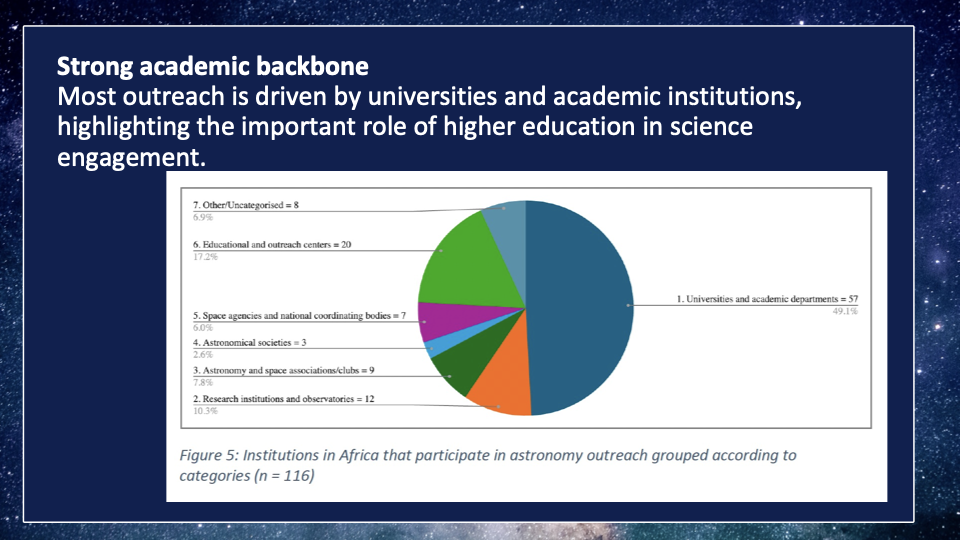 Strong academic backbone
Most outreach is driven by universities and academic institutions,
highlighting the important role of higher education in science
engagement.
7. Other/Uncategorised = 8
6.9%
6. Educational and outreach centers = 20
17.2%
1. Universities and academic departments = 57
49.1%
5. Space agencies and national coordinating bodies = 7
6.0%
4. Astronomical societies = 3
2.6%
3. Astronomy and space associations/clubs = 9
7.8%
2. Research institutions and observatories = 12
10.3%
Figure 5: Institutions in Africa that participate in astronomy outreach grouped according to
categories (n = 116)